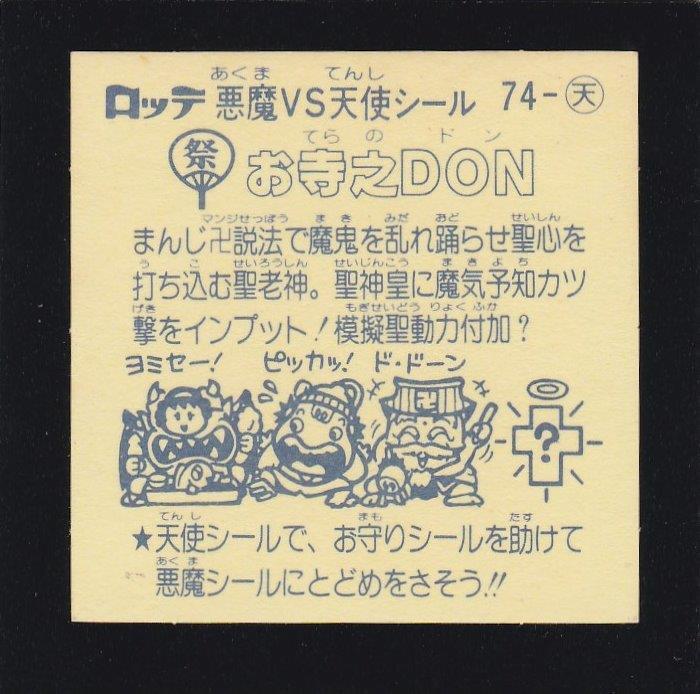 あくま てんし
ロッテ 悪魔VS天使シール 74-天
てら の ドン
祭 お寺之DON
マンジせっぽう まき みだ おど せいしん
まんじ卍説法で魔鬼を乱れ踊らせ聖心を
う こ せいろうしん せいじんこう まき よち
打ち込む聖老神。聖神皇に魔気予知カツ
げき もぎせいどう りょく ふか
撃をインプット!模擬聖動力付加?
ヨミセー! ピッカッ! ド・ドーン
卍
?
てんし まも たす
★天使シールで、お守りシールを助けて
あくま
悪魔シールにとどめをさそう!!